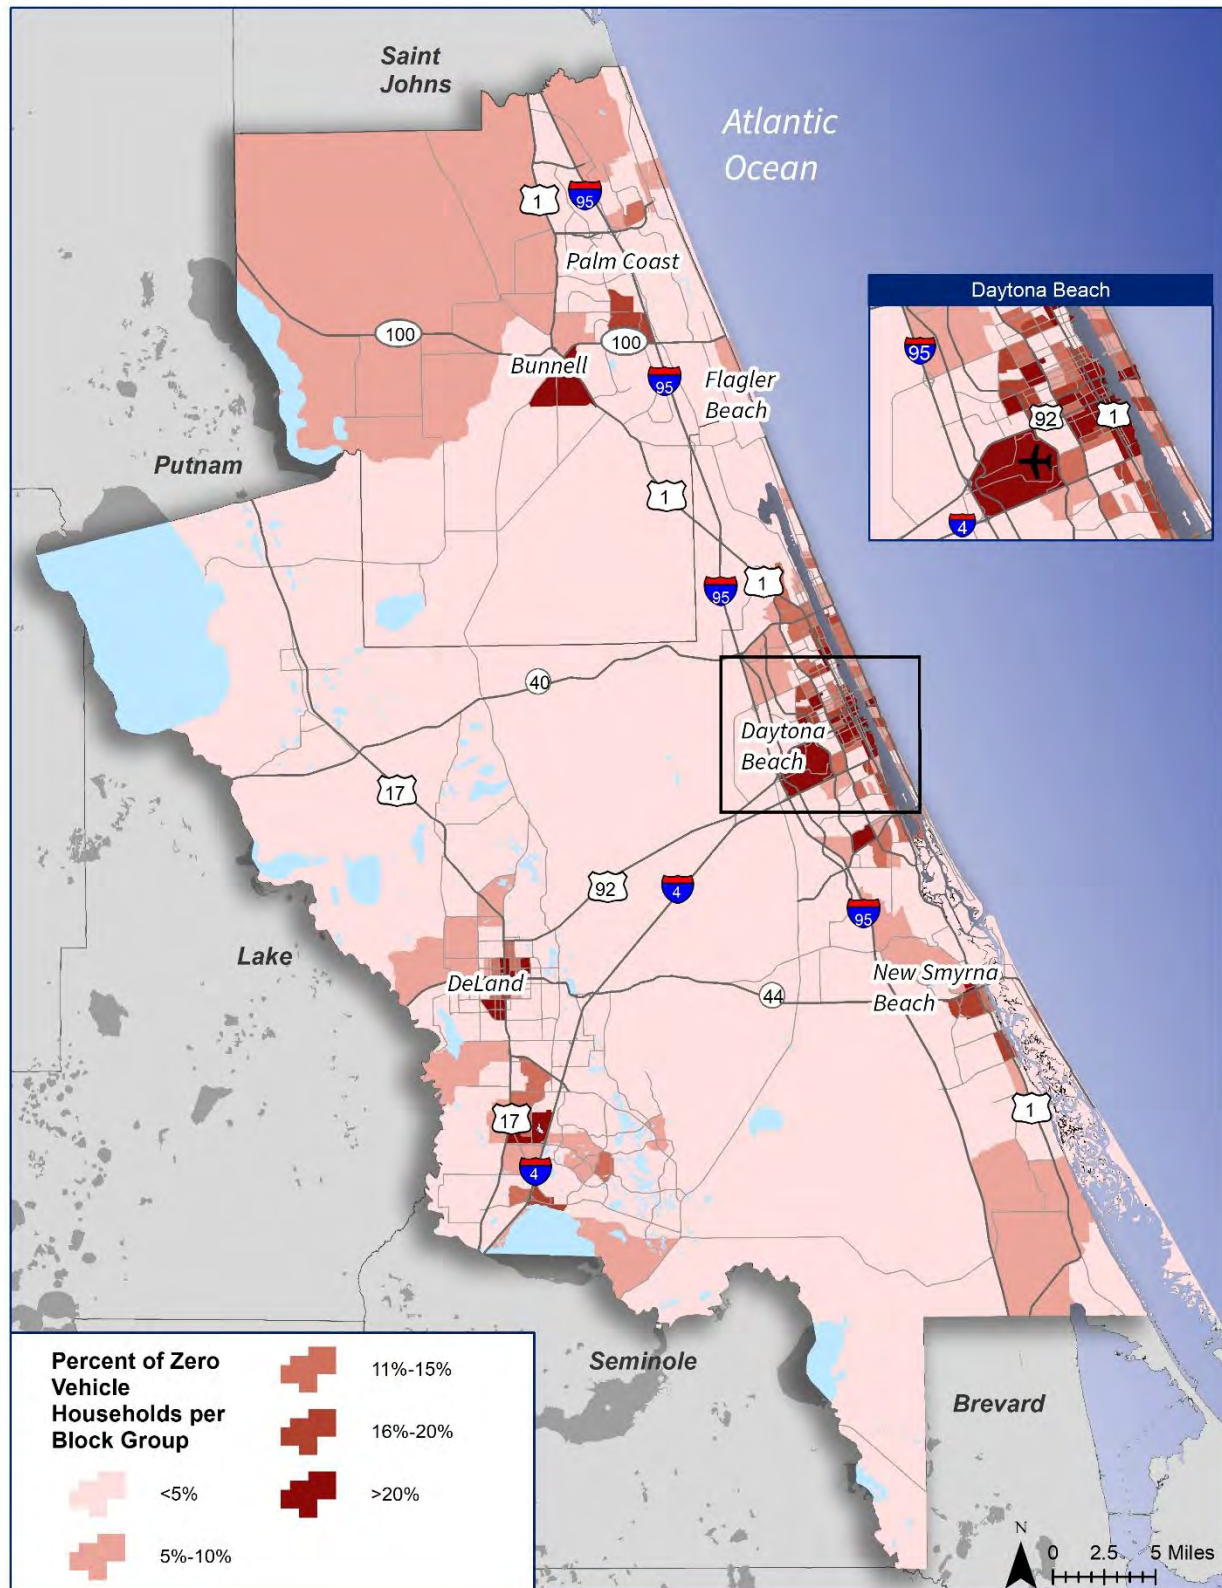 Saint
Johns
Atlantic
Ocean
1
95
Palm Coast
Daytona Beach
95
92
1
4
100
100
Bunnell
95
Flagler
Beach
Putnam
1
1
95
40
Daytona
Beach
17
92
4
95
Lake
DeLand
44
New Smyrna
Beach
17
1
4
Seminole
Brevard
Percent of Zero
Vehicle
Households per
Block Group
<5%
5%-10%
11%-15%
16%-20%
>20%
N
0 2.5 5 Miles